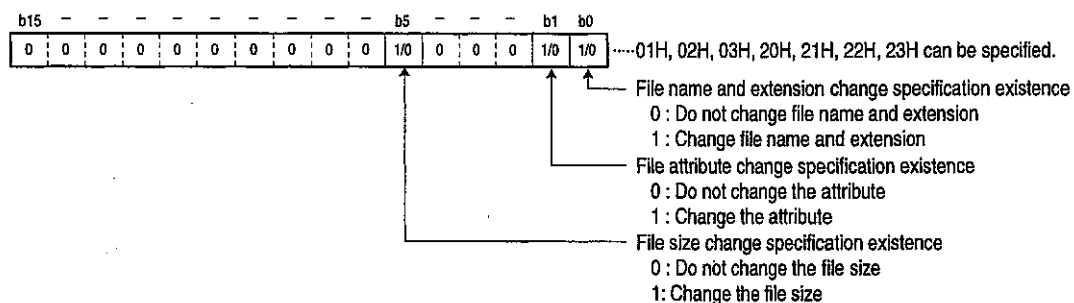 b15 – – – – – – – – – b5 – – – b1 b0
0 0 0 0 0 0 0 0 0 0 1/0 0 0 0 1/0 1/0 ·····01H, 02H, 03H, 20H, 21H, 22H, 23H can be specified.
File name and extension change specification existence
0 : Do not change file name and extension
1 : Change file name and extension
File attribute change specification existence
0 : Do not change the attribute
1 : Change the attribute
File size change specification existence
0 : Do not change the file size
1: Change the file size